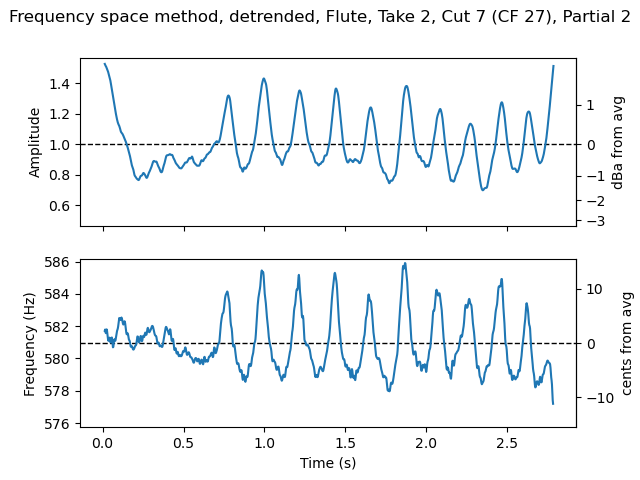 Frequency space method, detrended, Flute, Take 2, Cut 7 (CF 27), Partial 2
Amplitude
1.4
1.2
1.0
0.8
0.6
1
0
−1
−2
−3
dBa from avg
Frequency (Hz)
586
584
582
580
578
576
10
0
−10
cents from avg
0.0 0.5 1.0 1.5 2.0 2.5
Time (s)